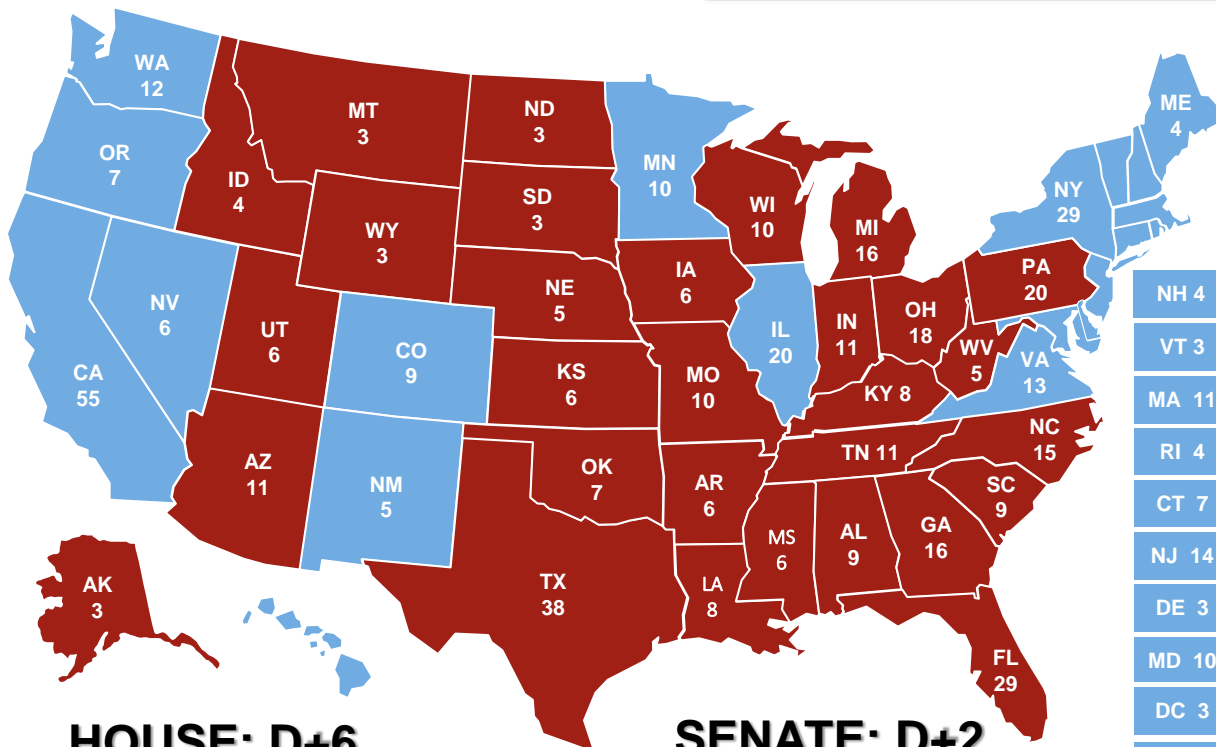 WA
12
OR
7
CA
55
NV
6
ID
4
MT
3
WY
3
UT
6
CO
9
AZ
11
NM
5
ND
3
SD
3
NE
5
KS
6
OK
7
TX
38
MN
10
IA
6
MO
10
AR
6
LA
8
WI
10
IL
20
MI
16
IN
11
OH
18
KY 8
TN 11
MS
6
AL
9
GA
16
FL
29
SC
9
NC
15
WV
5
VA
13
PA
20
NY
29
ME
4
NH 4
VT 3
MA 11
RI 4
CT 7
NJ 14
DE 3
MD 10
DC 3
AK
3
HOUSE: D+6
SENATE: D+2